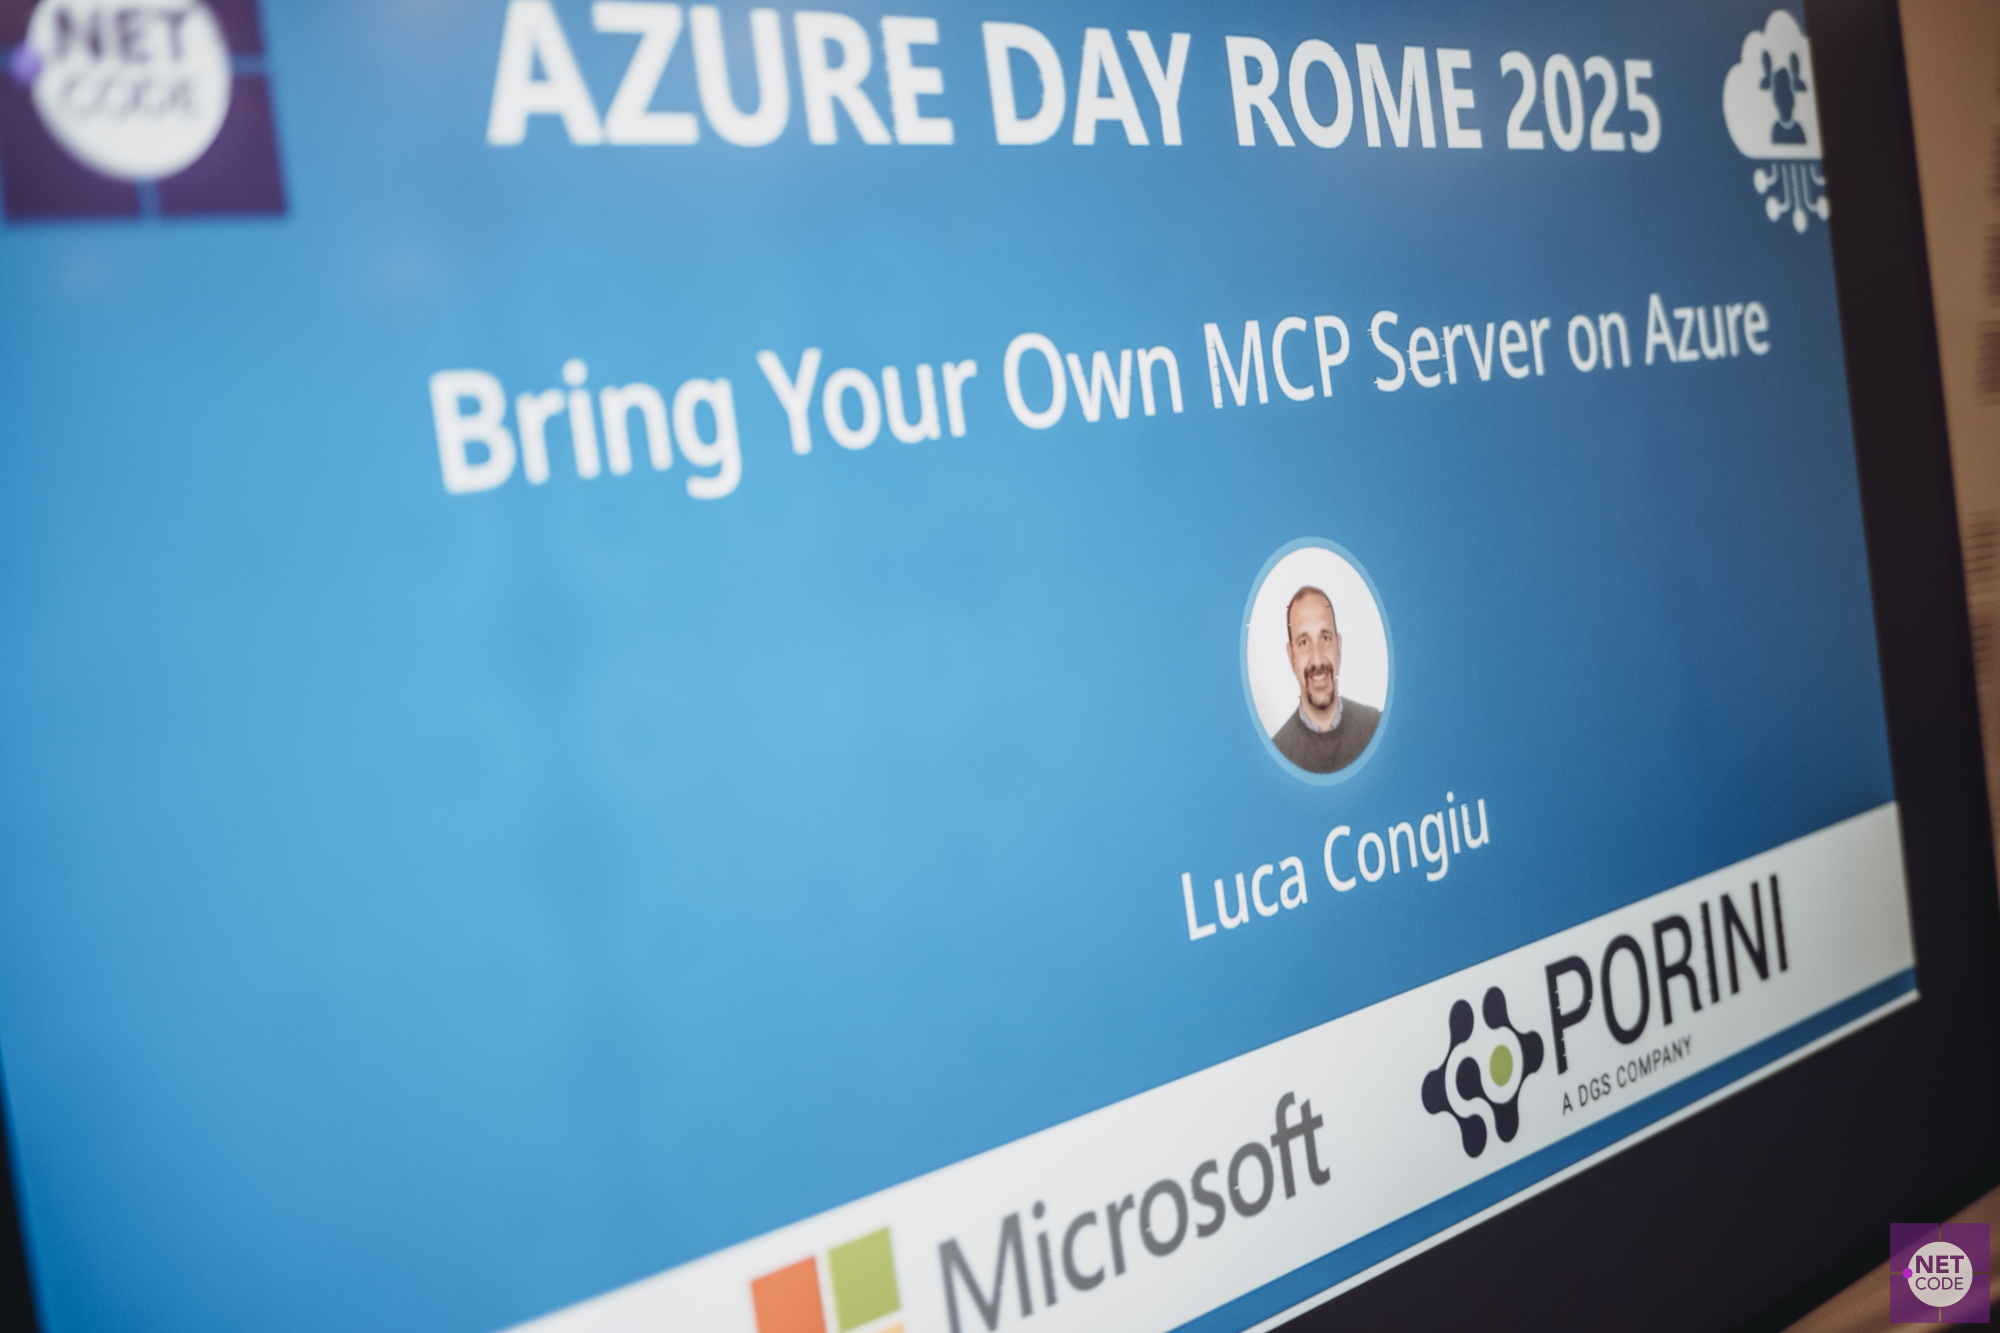 NET
CODE
AZURE DAY ROME 2025
Bring Your Own MCP Server on Azure
Luca Congiu
Microsoft
PORINI
A DGS COMPANY
NET
CODE